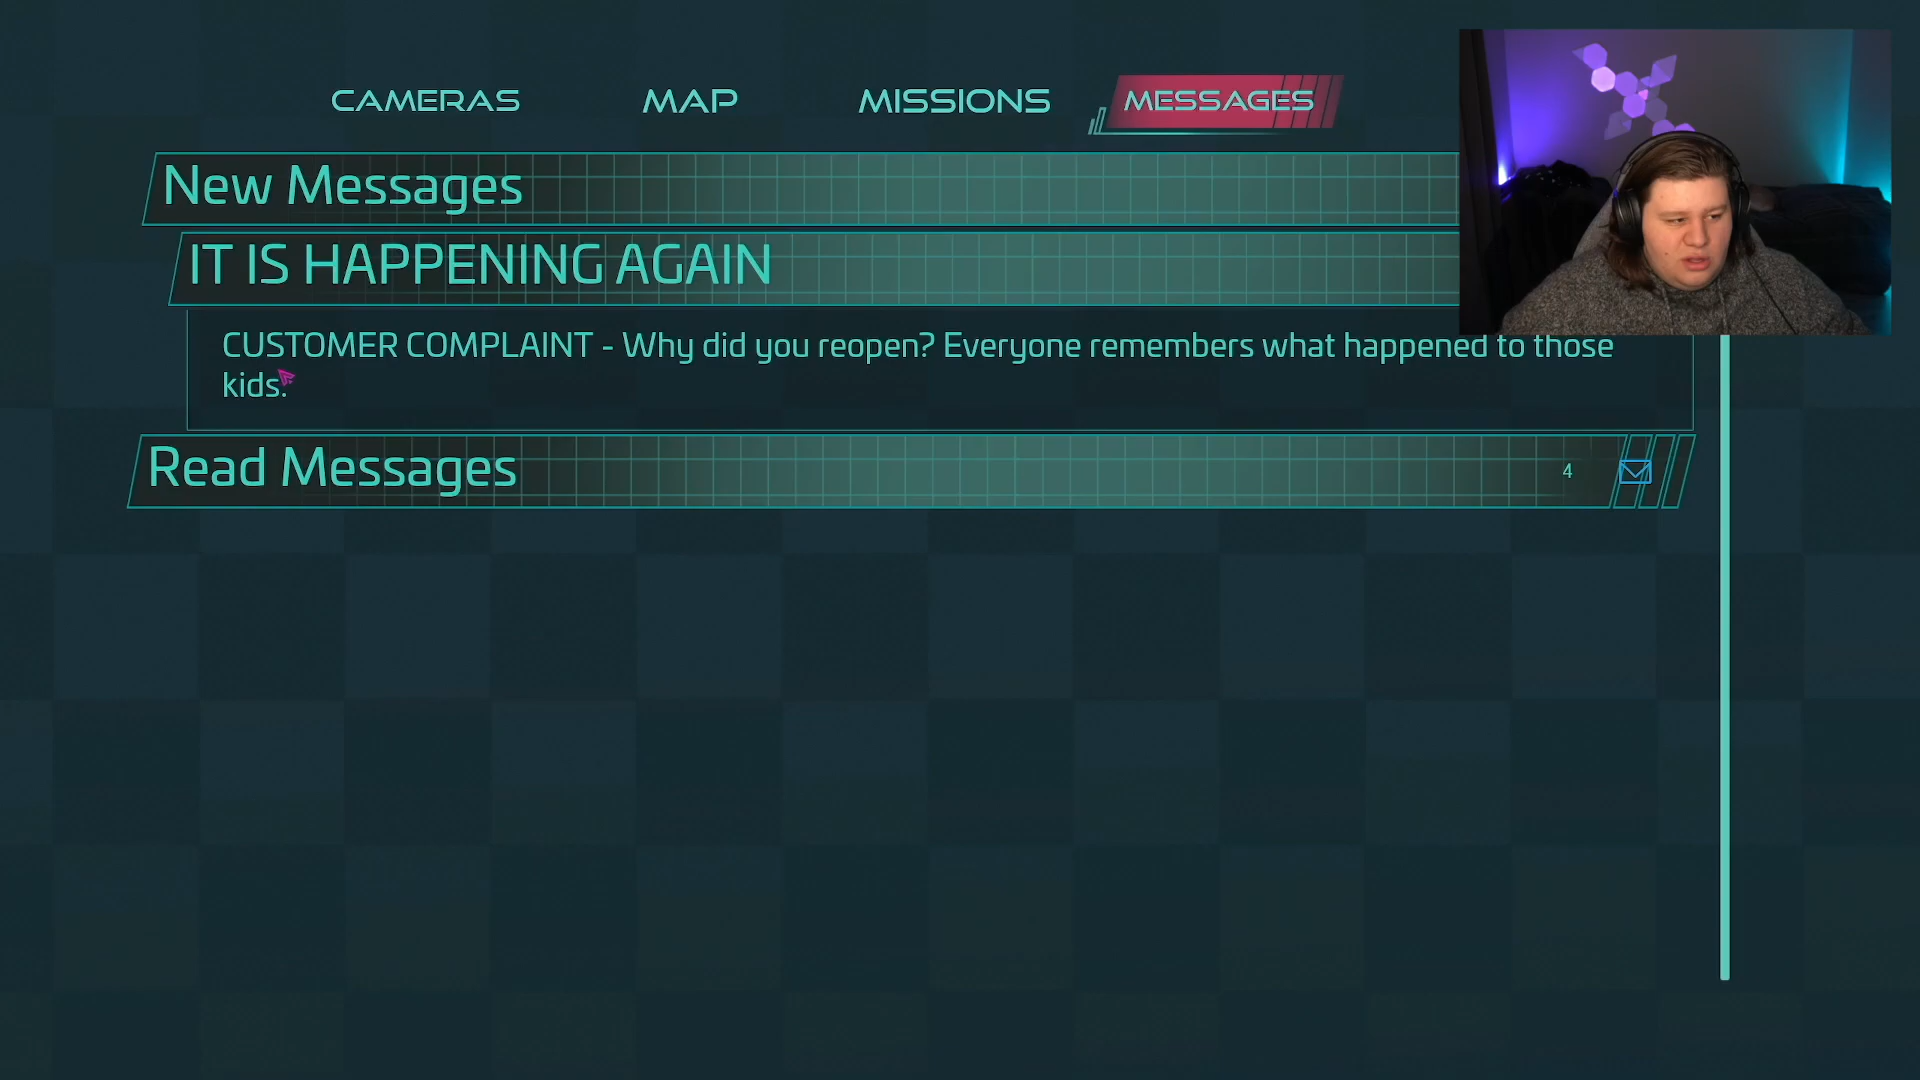 CAMERAS MAP MISSIONS MESSAGES
New Messages
IT IS HAPPENING AGAIN
CUSTOMER COMPLAINT - Why did you reopen? Everyone remembers what happened to those
kids.
Read Messages 4